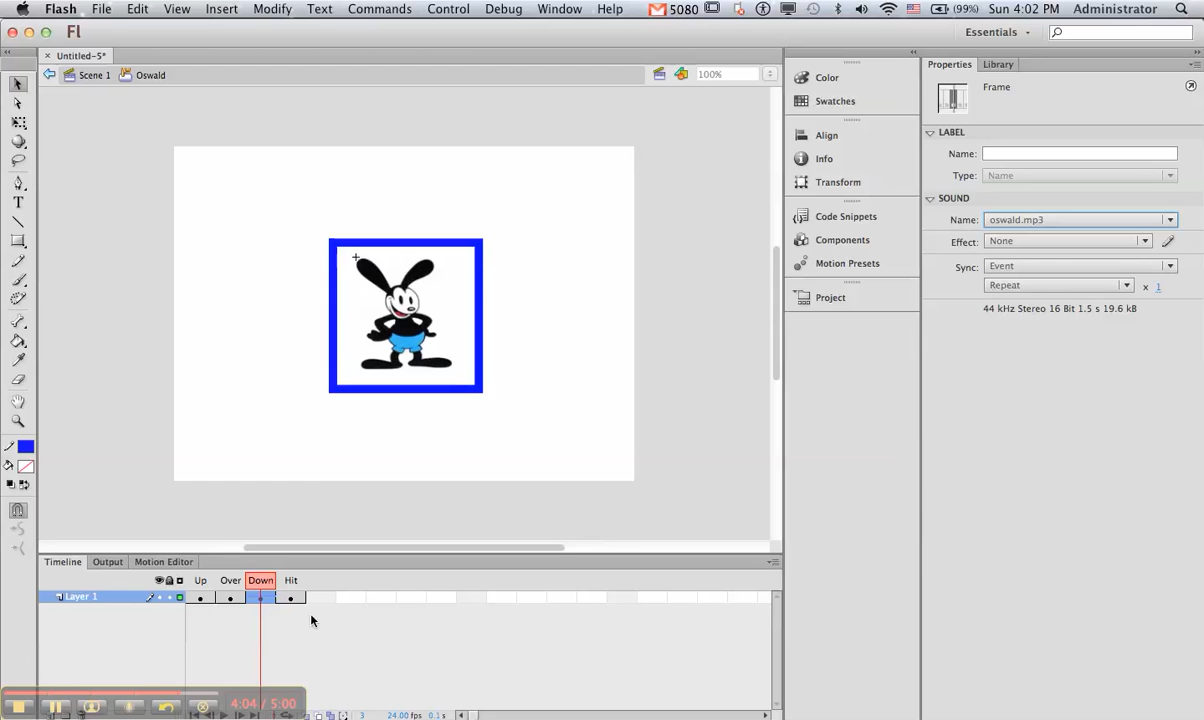 Flash File Edit View Insert Modify Text Commands Control Debug Window Help 5080 (99%) Sun 4:02 PM Administrator
Fl Essentials
Untitled-5*
Scene 1 Oswald 100%
Color
Swatches
Align
Info
Transform
Code Snippets
Components
Motion Presets
Project
Properties Library
Frame
LABEL
Name:
Type: Name
SOUND
Name: oswald.mp3
Effect: None
Sync: Event
Repeat x 1
44 kHz Stereo 16 Bit 1.5 s 19.6 kB
T
Timeline Output Motion Editor
Up Over Down Hit
Layer 1
4:04 / 5:00
3 24.00 fps 0.1 s